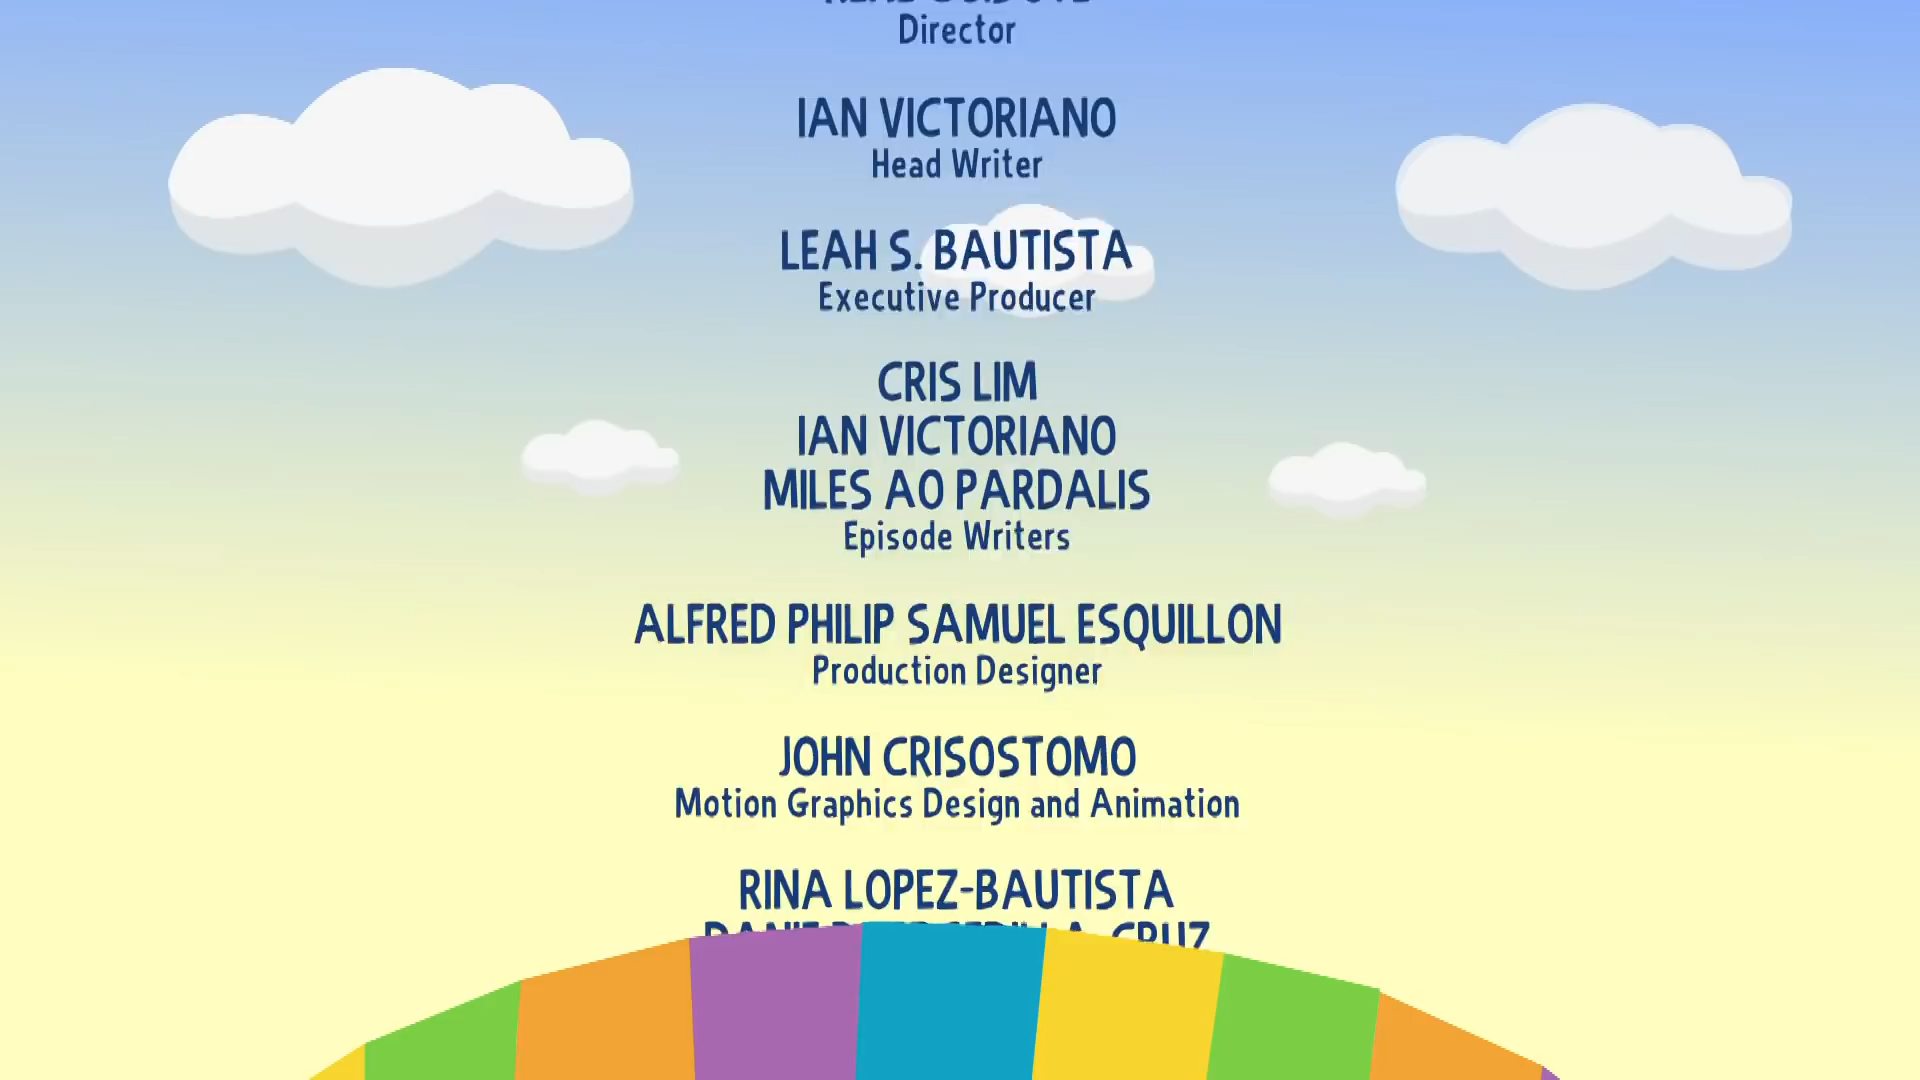 Director
IAN VICTORIANO
Head Writer
LEAH S. BAUTISTA
Executive Producer
CRIS LIM
IAN VICTORIANO
MILES AO PARDALIS
Episode Writers
ALFRED PHILIP SAMUEL ESQUILLON
Production Designer
JOHN CRISOSTOMO
Motion Graphics Design and Animation
RINA LOPEZ-BAUTISTA
CRUZ